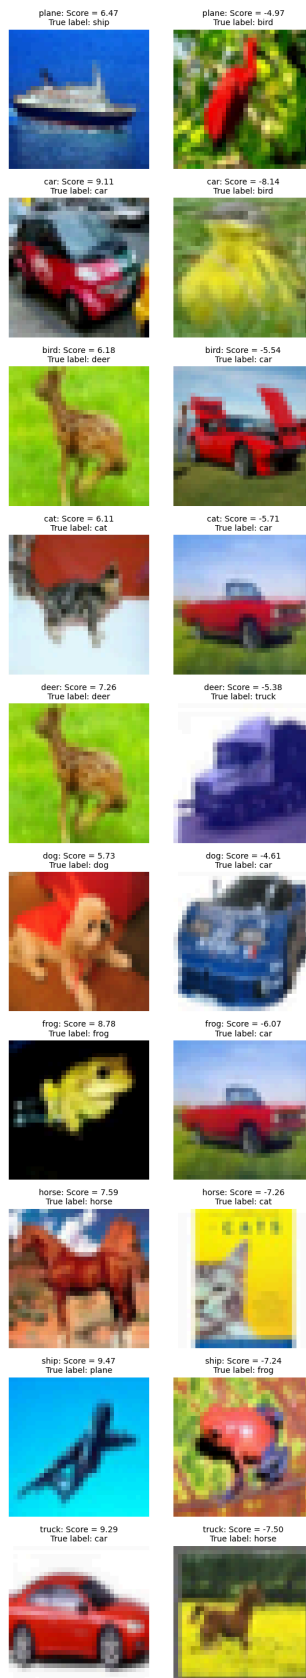 plane: Score = 6.47
True label: ship
plane: Score = -4.97
True label: bird
car: Score = 9.11
True label: car
car: Score = -8.14
True label: bird
bird: Score = 6.18
True label: deer
bird: Score = -5.54
True label: car
cat: Score = 6.11
True label: cat
cat: Score = -5.71
True label: car
deer: Score = 7.26
True label: deer
deer: Score = -5.38
True label: truck
dog: Score = 5.73
True label: dog
dog: Score = -4.61
True label: car
frog: Score = 8.78
True label: frog
frog: Score = -6.07
True label: car
horse: Score = 7.59
True label: horse
horse: Score = -7.26
True label: cat
CATS
ship: Score = 9.47
True label: plane
ship: Score = -7.24
True label: frog
truck: Score = 9.29
True label: car
truck: Score = -7.50
True label: horse